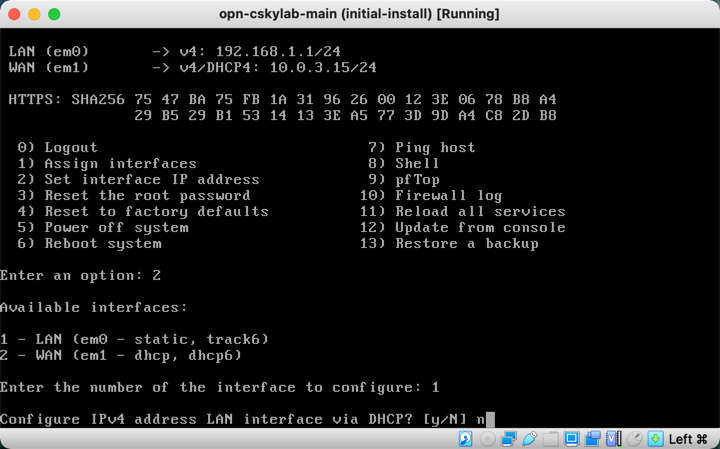 opn-cskylab-main (initial-install) [Running]
LAN (em0) -> v4: 192.168.1.1/24
WAN (em1) -> v4/DHCP4: 10.0.3.15/24
HTTPS: SHA256 75 47 BA 75 FB 1A 31 96 26 00 12 3E 06 78 B8 A4
29 B5 29 B1 53 14 13 3E A5 77 3D 9D A4 C8 2D B8
0) Logout 7) Ping host
1) Assign interfaces 8) Shell
2) Set interface IP address 9) pfTop
3) Reset the root password 10) Firewall log
4) Reset to factory defaults 11) Reload all services
5) Power off system 12) Update from console
6) Reboot system 13) Restore a backup
Enter an option: 2
Available interfaces:
1 - LAN (em0 - static, track6)
2 - WAN (em1 - dhcp, dhcp6)
Enter the number of the interface to configure: 1
Configure IPv4 address LAN interface via DHCP? [y/N] n
Left ⌘